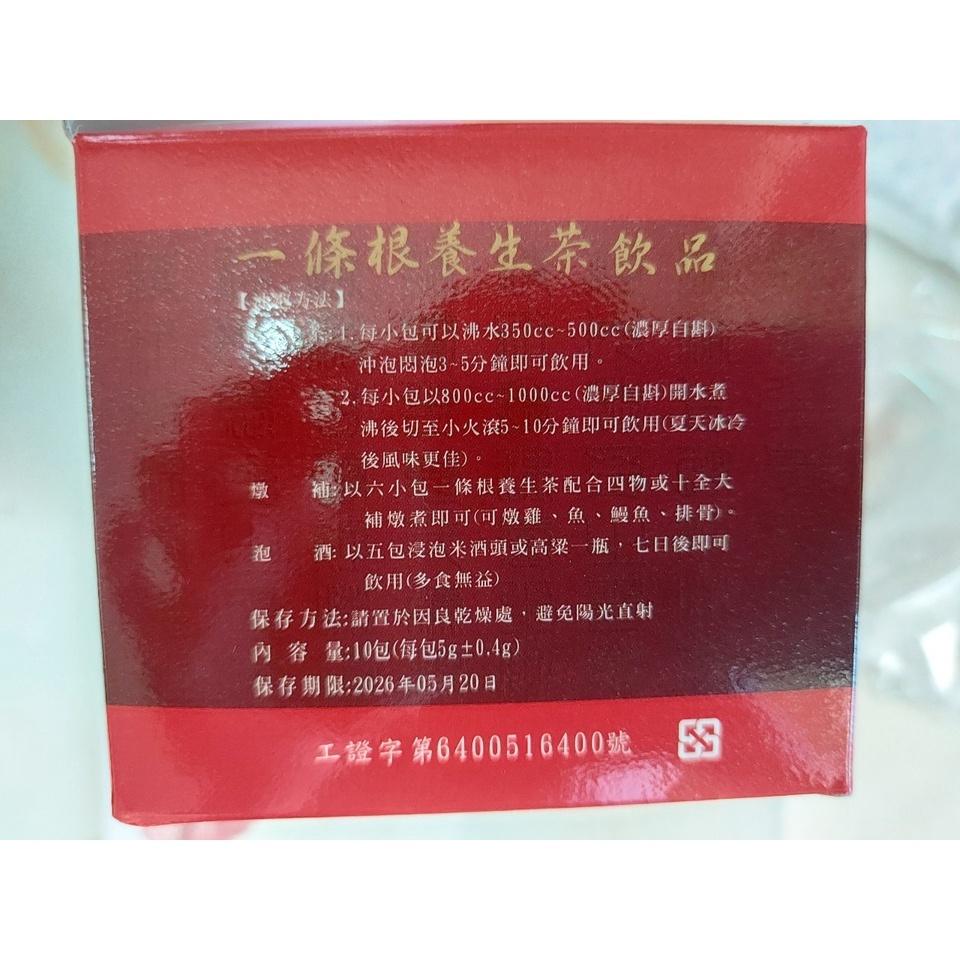 一條根養生茶飲品
方法】
1.每小包可以沸水350cc~500cc(濃厚自斟)
沖泡悶泡3~5分鐘即可飲用。
2.每小包以800cc~1000cc(濃厚自斟)開水煮
沸後切至小火滾5~10分鐘即可飲用(夏天冰冷
後風味更佳)。
燉 補:以六小包一條根養生茶配合四物或十全大
補燉煮即可(可燉雞、魚、鰻魚、排骨)。
泡 酒:以五包浸泡米酒頭或高粱一瓶，七日後即可
飲用(多食無益)
保存方法:請置於因良乾燥處，避免陽光直射
內 容 量:10包(每包5g±0.4g)
保存期限:2026年05月20日
工證字第6400516400號